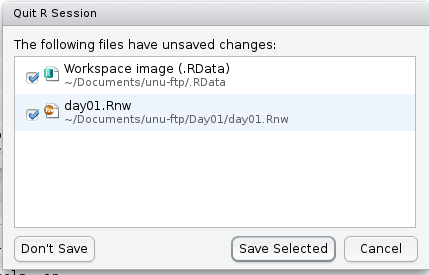 Quit R Session
The following files have unsaved changes:
Workspace image (.RData)
~/Documents/unu-ftp/.RData
day01.Rnw
~/Documents/unu-ftp/Day01/day01.Rnw
Don't Save
Save Selected
Cancel